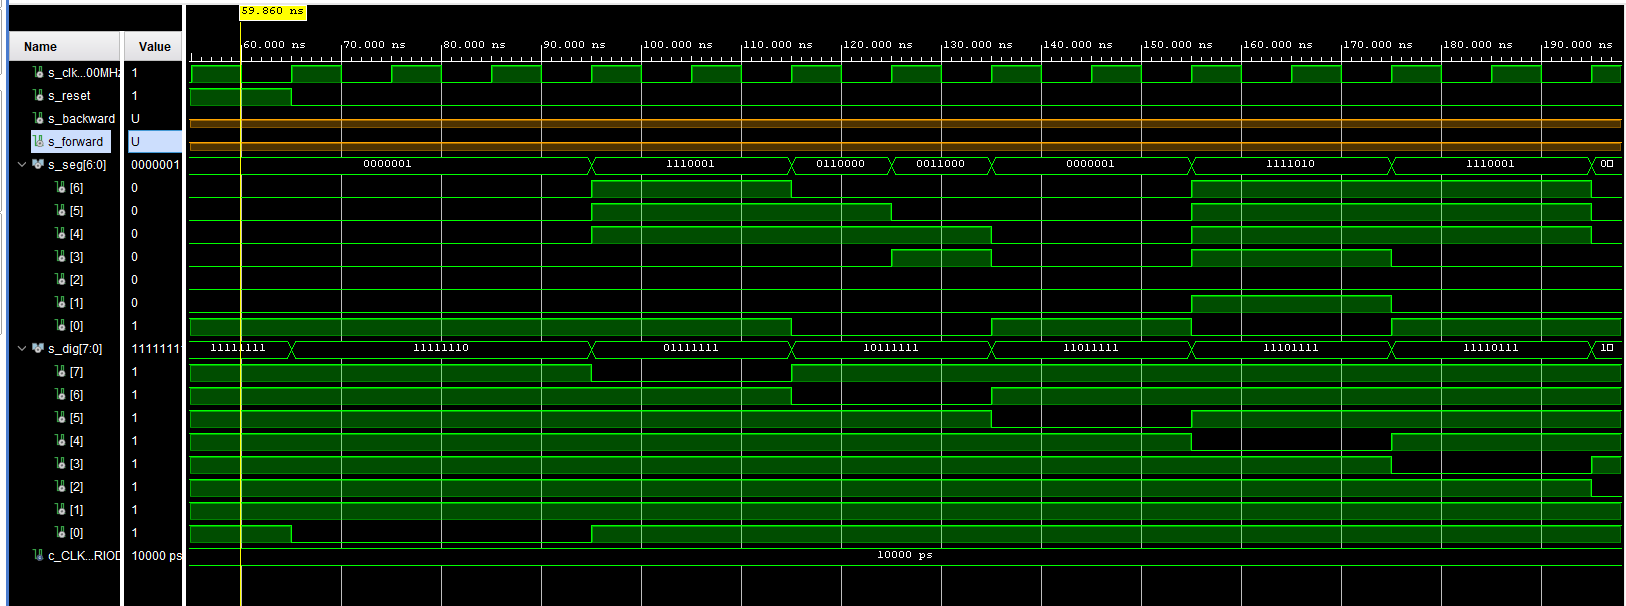 59.860 ns
Name Value
60.000 ns 70.000 ns 80.000 ns 90.000 ns 100.000 ns 110.000 ns 120.000 ns 130.000 ns 140.000 ns 150.000 ns 160.000 ns 170.000 ns 180.000 ns 190.000 ns
s_clk...00MHz 1
s_reset 1
s_backward U
s_forward U
s_seg[6:0] 0000001 0000001 1110001 0110000 0011000 0000001 1111010 1110001 0
[6] 0
[5] 0
[4] 0
[3] 0
[2] 0
[1] 0
[0] 1
s_dig[7:0] 1111111 11111111 11111110 01111111 10111111 11011111 11101111 11110111 1
[7] 1
[6] 1
[5] 1
[4] 1
[3] 1
[2] 1
[1] 1
[0] 1
c_CLK...RIOD 10000 ps 10000 ps